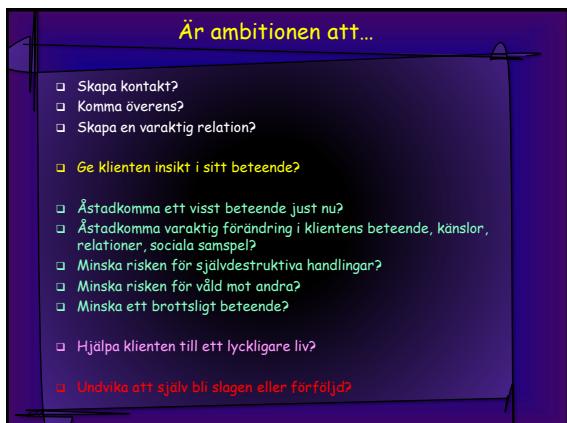 Är ambitionen att…
Skapa kontakt?
Komma överens?
Skapa en varaktig relation?
Ge klienten insikt i sitt beteende?
Åstadkomma ett visst beteende just nu?
Åstadkomma varaktig förändring i klientens beteende, känslor,
relationer, sociala samspel?
Minska risken för självdestruktiva handlingar?
Minska risken för våld mot andra?
Minska ett brottsligt beteende?
Hjälpa klienten till ett lyckligare liv?
Undvika att själv bli slagen eller förföljd?